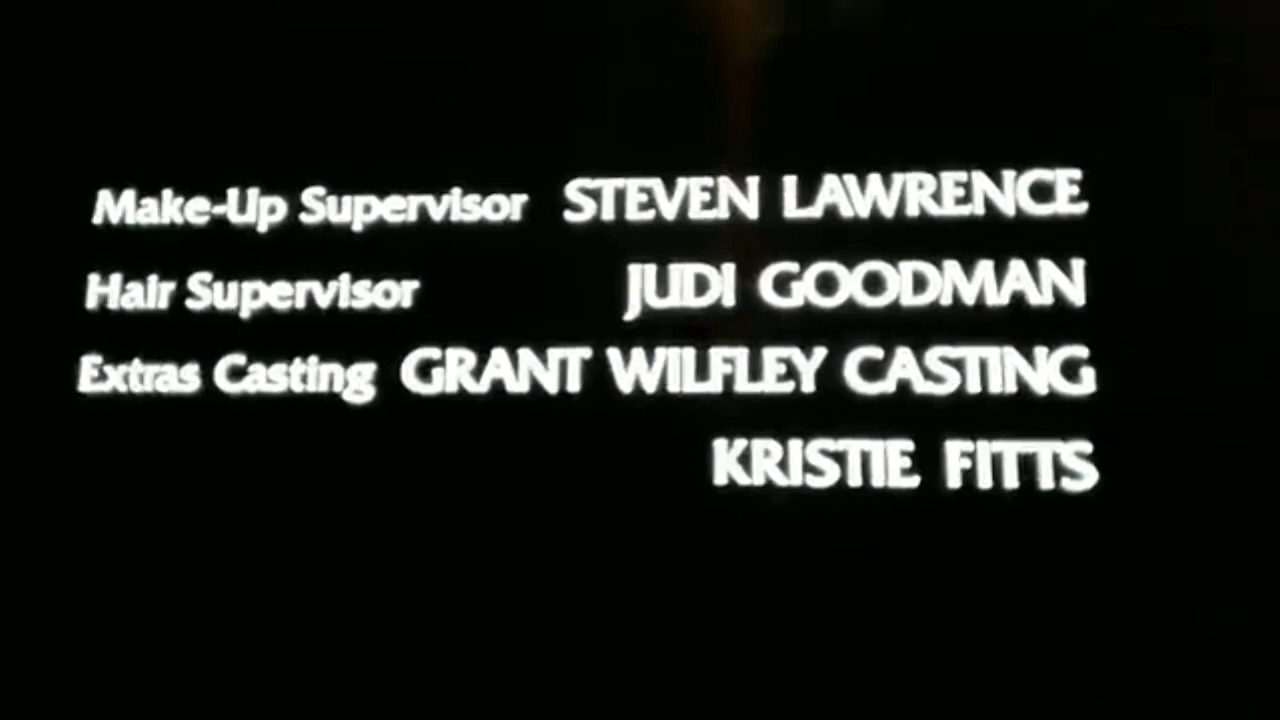 Make-Up Supervisor STEVEN LAWRENCE
Hair Supervisor JUDI GOODMAN
Extras Casting GRANT WILFLEY CASTING
KRISTIE FITTS